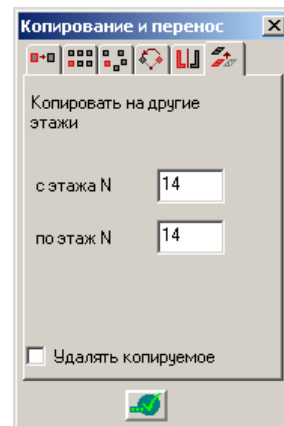 Копирование и перенос
Копировать на другие
этажи
с этажа N 14
по этаж N 14
Удалять копируемое